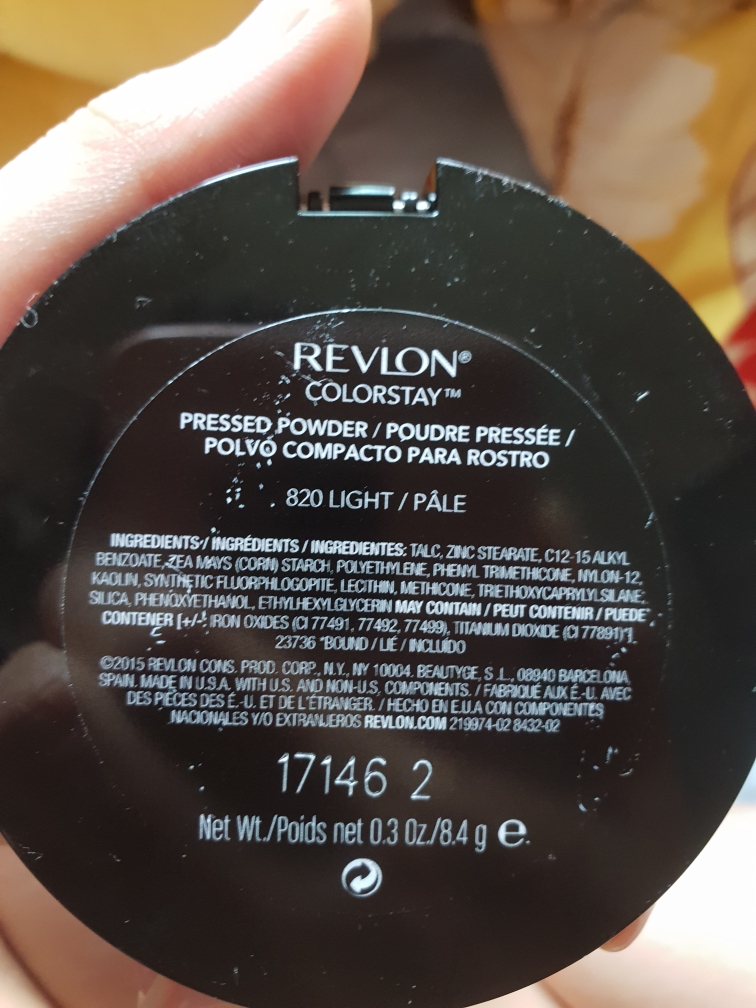 REVLON®
COLORSTAY™
PRESSED POWDER / POUDRE PRESSÉE /
POLVO COMPACTO PARA ROSTRO
820 LIGHT / PÂLE
INGREDIENTS / INGRÉDIENTS / INGREDIENTES: TALC, ZINC STEARATE, C12-15 ALKYL
BENZOATE, ZEA MAYS (CORN) STARCH, POLYETHYLENE, PHENYL TRIMETHICONE, NYLON-12,
KAOLIN, SYNTHETIC FLUORPHLOGOPITE, LECITHIN, METHICONE, TRIETHOXYCAPRYLYLSILANE,
SILICA, PHENOXYETHANOL, ETHYLHEXYLGLYCERIN MAY CONTAIN / PEUT CONTENIR / PUEDE
CONTENER [+/-: IRON OXIDES (CI 77491, 77492, 77499), TITANIUM DIOXIDE (CI 77891)*]
23736 *BOUND / LIÉ / INCLUÍDO
©2015 REVLON CONS. PROD. CORP., N.Y., NY 10004. BEAUTYGE, S.L., 08940 BARCELONA
SPAIN. MADE IN U.S.A. WITH U.S. AND NON-U.S. COMPONENTS. / FABRIQUÉ AUX É.-U. AVEC
DES PIÈCES DES É.-U. ET DE L'ÉTRANGER. / HECHO EN E.U.A CON COMPONENTES
NACIONALES Y/O EXTRANJEROS REVLON.COM 219974-02 8432-02
17146 2
Net Wt./Poids net 0.3 Oz./8.4 g e